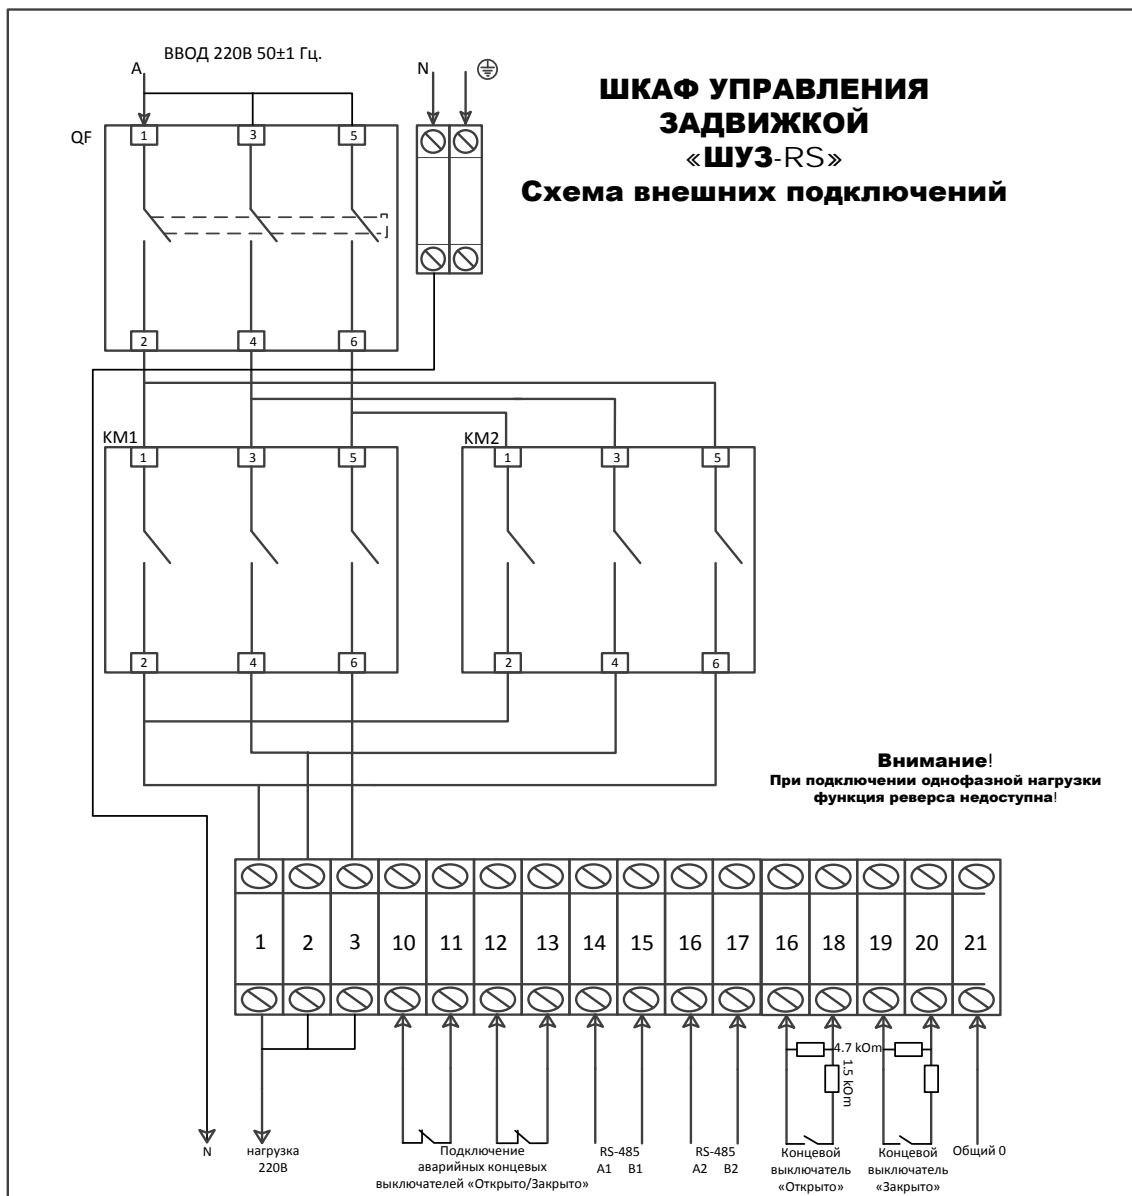 ВВОД 220В 50±1 Гц.
A
N
ШКАФ УПРАВЛЕНИЯ
ЗАДВИЖКОЙ
«ШУЗ-RS»
Схема внешних подключений
QF
1 3 5
2 4 6
KM1
1 3 5
2 4 6
KM2
1 3 5
2 4 6
Внимание!
При подключении однофазной нагрузки
функция реверса недоступна!
1 2 3 10 11 12 13 14 15 16 17 16 18 19 20 21
4.7 kOm
1.5 kOm
N
нагрузка
220В
Подключение
аварийных концевых
выключателей «Открыто/Закрыто»
RS-485
A1 B1
RS-485
A2 B2
Концевой
выключатель
«Открыто»
Концевой
выключатель
«Закрыто»
Общий 0